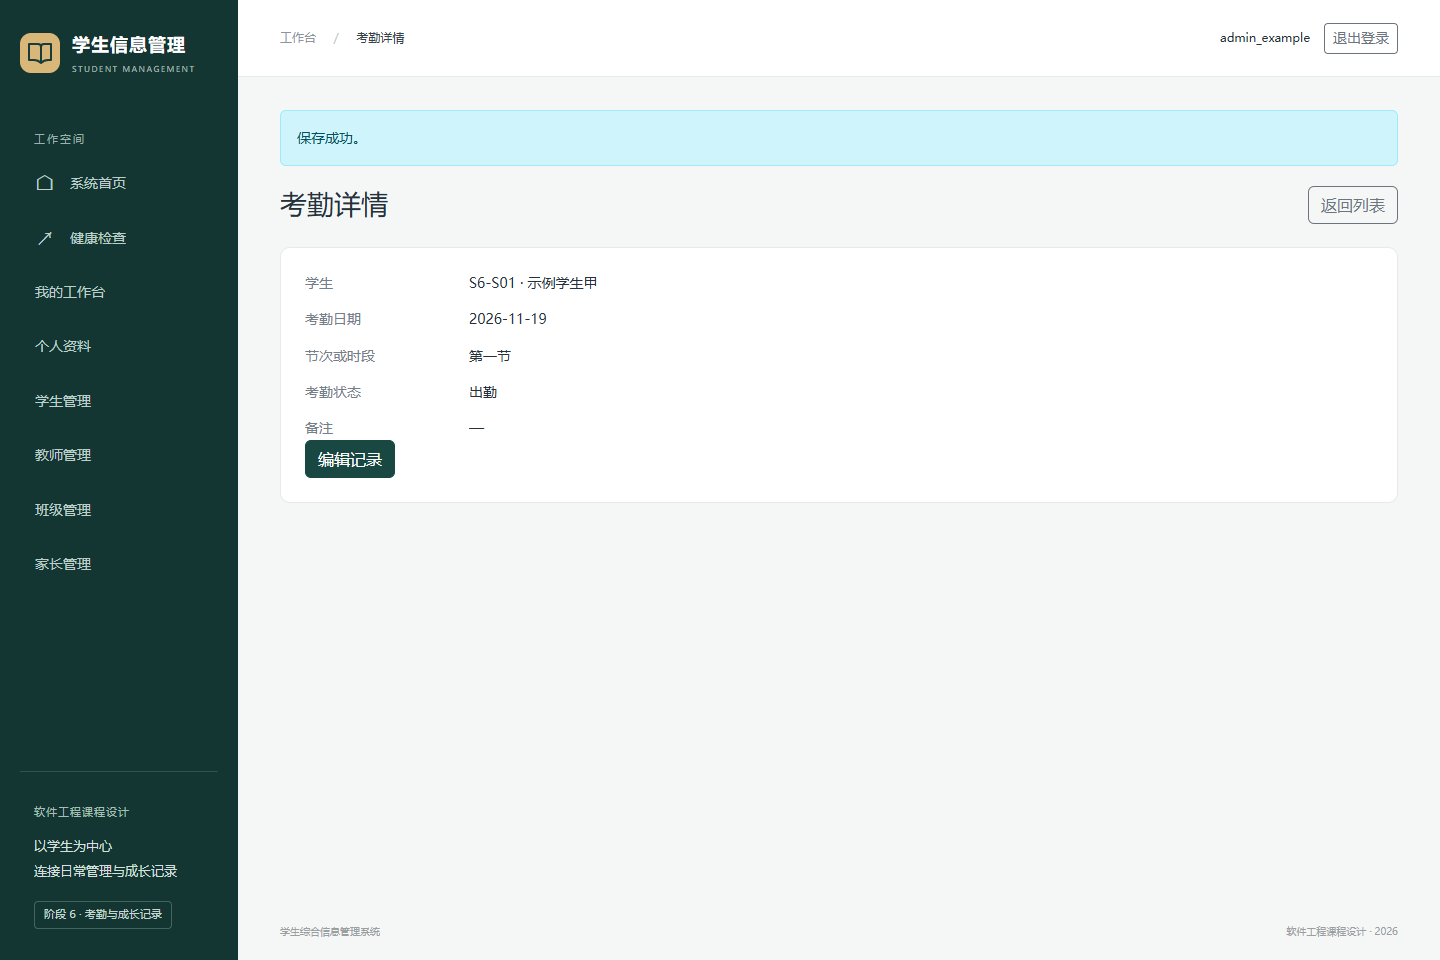 学生信息管理
STUDENT MANAGEMENT
工作空间
系统首页
健康检查
我的工作台
个人资料
学生管理
教师管理
班级管理
家长管理
软件工程课程设计
以学生为中心
连接日常管理与成长记录
阶段 6 · 考勤与成长记录
工作台 / 考勤详情
admin_example 退出登录
保存成功。
考勤详情 返回列表
学生 S6-S01 · 示例学生甲
考勤日期 2026-11-19
节次或时段 第一节
考勤状态 出勤
备注 —
编辑记录
学生综合信息管理系统 软件工程课程设计 · 2026